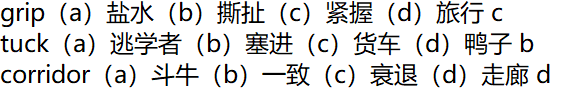 grip（a）盐水（b）撕扯（c）紧握（d）旅行 c
tuck（a）逃学者（b）塞进（c）货车（d）鸭子 b
corridor（a）斗牛（b）一致（c）衰退（d）走廊 d